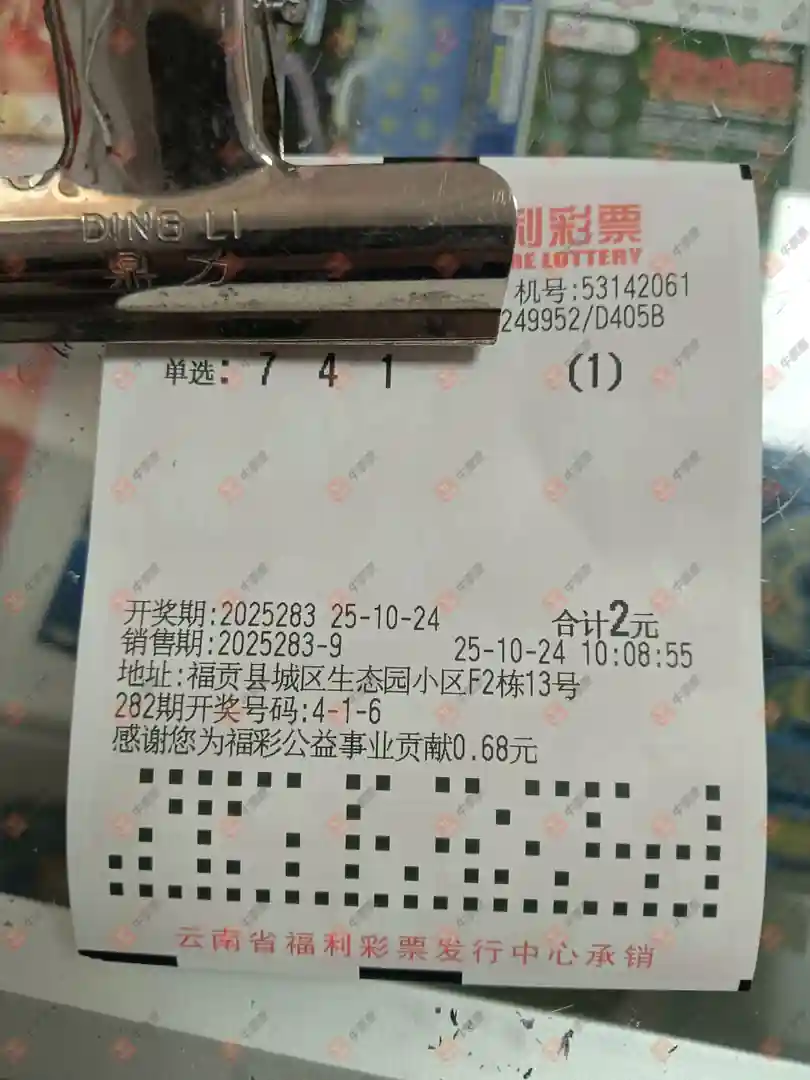 DING LI
鼎力
利彩票
RE LOTTERY
机号:53142061
249952/D405B
单选: 7 4 1 (1)
开奖期:2025283 25-10-24 合计2元
销售期:2025283-9 25-10-24 10:08:55
地址:福贡县城区生态园小区F2栋13号
282期开奖号码:4-1-6
感谢您为福彩公益事业贡献0.68元
云南省福利彩票发行中心承销